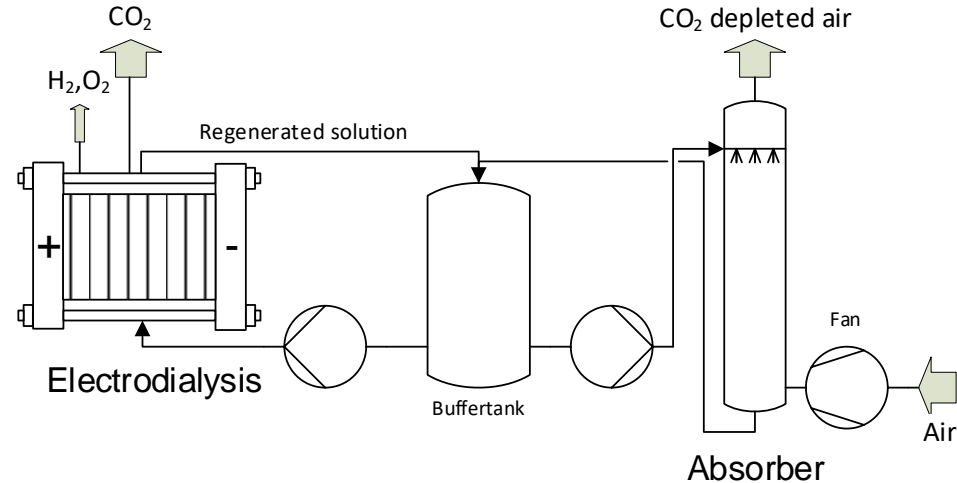 CO₂
CO₂ depleted air
H₂,O₂
Regenerated solution
+
-
Fan
Electrodialysis
Buffertank
Air
Absorber